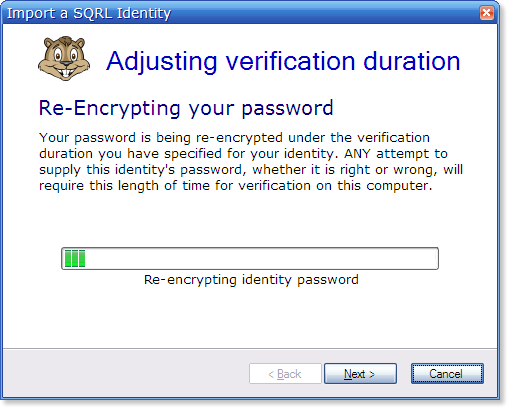 Import a SQRL Identity
Adjusting verification duration
Re-Encrypting your password
Your password is being re-encrypted under the verification
duration you have specified for your identity. ANY attempt to
supply this identity's password, whether it is right or wrong, will
require this length of time for verification on this computer.
Re-encrypting identity password
< Back
Next >
Cancel